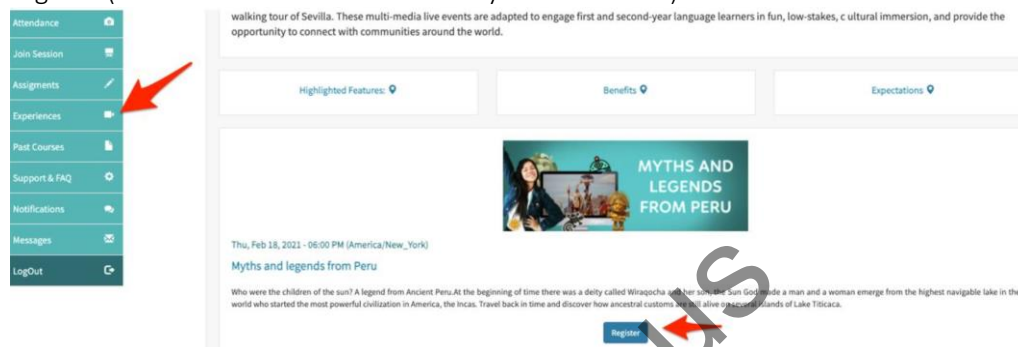 Attendance
Join Session
Assigments
Experiences
Past Courses
Support & FAQ
Notifications
Messages
LogOut
walking tour of Sevilla. These multi-media live events are adapted to engage first and second-year language learners in fun, low-stakes, c ultural immersion, and provide the
opportunity to connect with communities around the world.
Highlighted Features:
Benefits
Expectations
MYTHS AND
LEGENDS
FROM PERU
Thu, Feb 18, 2021 - 06:00 PM (America/New_York)
Myths and legends from Peru
Who were the children of the sun? A legend from Ancient Peru.At the beginning of time there was a deity called Wiraqocha and her son, the Sun God made a man and a woman emerge from the highest navigable lake in the
world who started the most powerful civilization in America, the Incas. Travel back in time and discover how ancestral customs are still alive on several islands of Lake Titicaca.
Register